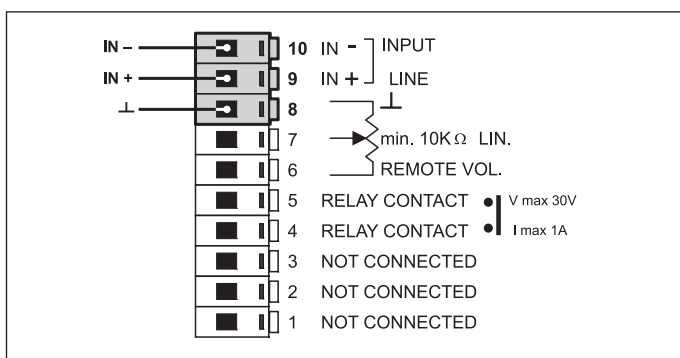 IN – 10 IN - INPUT
IN + 9 IN + LINE
⊥ 8 ⊥
7 min. 10KΩ LIN.
6 REMOTE VOL.
5 RELAY CONTACT V max 30V
4 RELAY CONTACT I max 1A
3 NOT CONNECTED
2 NOT CONNECTED
1 NOT CONNECTED